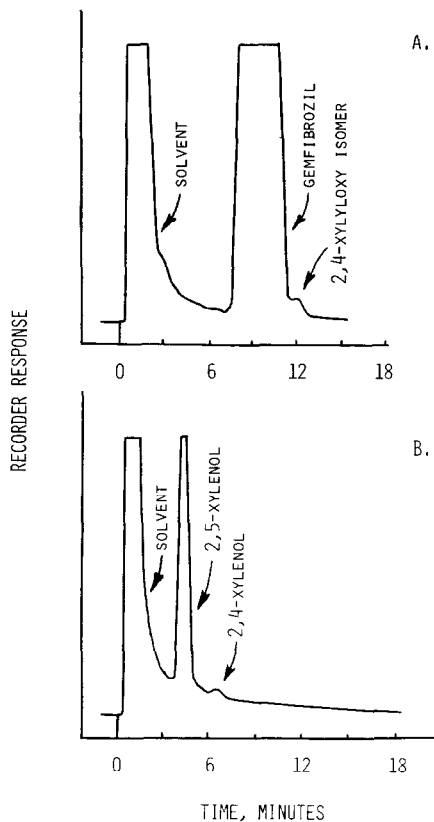 A.
SOLVENT
GEMFIBROZIL
2,4-XYLYLOXY ISOMER
0 6 12 18
RECORDER RESPONSE
B.
SOLVENT
2,5-XYLENOL
2,4-XYLENOL
0 6 12 18
TIME, MINUTES